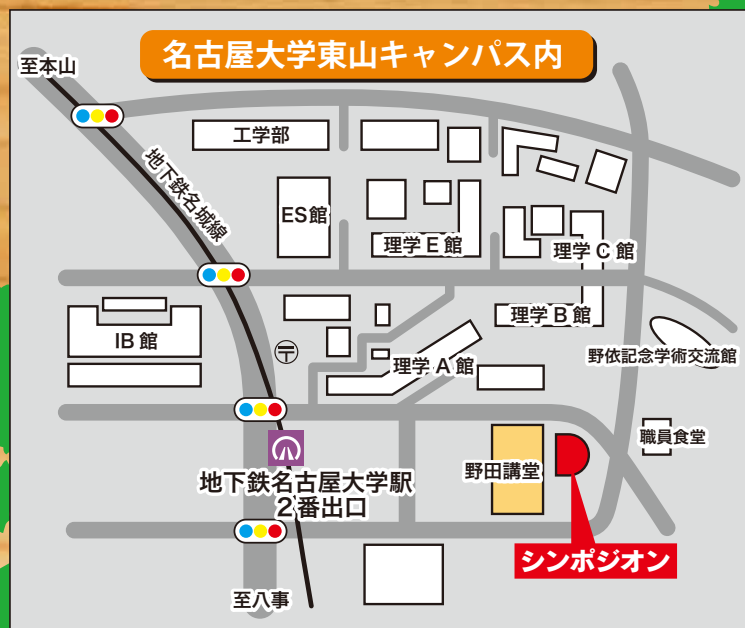 名古屋大学東山キャンパス内
至本山
地下鉄名城線
工学部
ES館
理学E館
理学C館
理学B館
IB館
〒
理学A館
野依記念学術交流館
職員食堂
野田講堂
地下鉄名古屋大学駅
2番出口
シンポジオン
至八事